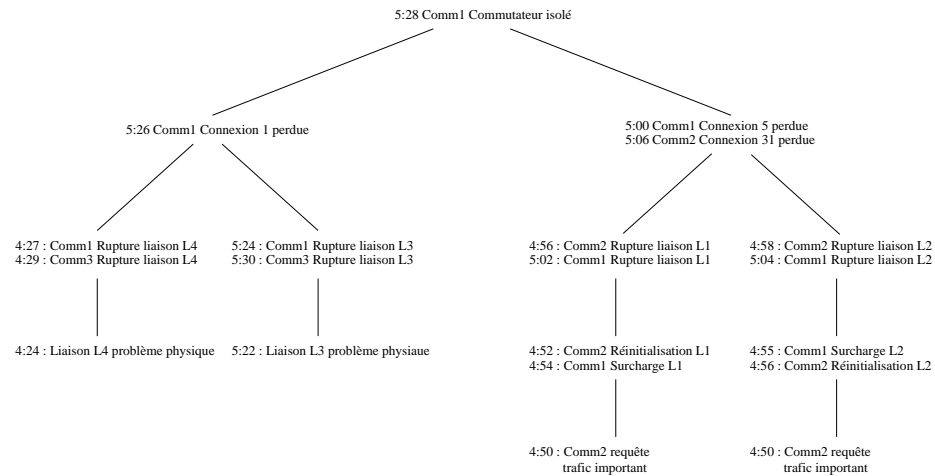 5:28 Comm1 Commutateur isolé
5:26 Comm1 Connexion 1 perdue
5:00 Comm1 Connexion 5 perdue
5:06 Comm2 Connexion 31 perdue
4:27 : Comm1 Rupture liaison L4
4:29 : Comm3 Rupture liaison L4
5:24 : Comm1 Rupture liaison L3
5:30 : Comm3 Rupture liaison L3
4:56 : Comm2 Rupture liaison L1
5:02 : Comm1 Rupture liaison L1
4:58 : Comm2 Rupture liaison L2
5:04 : Comm1 Rupture liaison L2
4:24 : Liaison L4 problème physique
5:22 : Liaison L3 problème physiaue
4:52 : Comm2 Réinitialisation L1
4:54 : Comm1 Surcharge L1
4:55 : Comm1 Surcharge L2
4:56 : Comm2 Réinitialisation L2
4:50 : Comm2 requête
trafic important
4:50 : Comm2 requête
trafic important